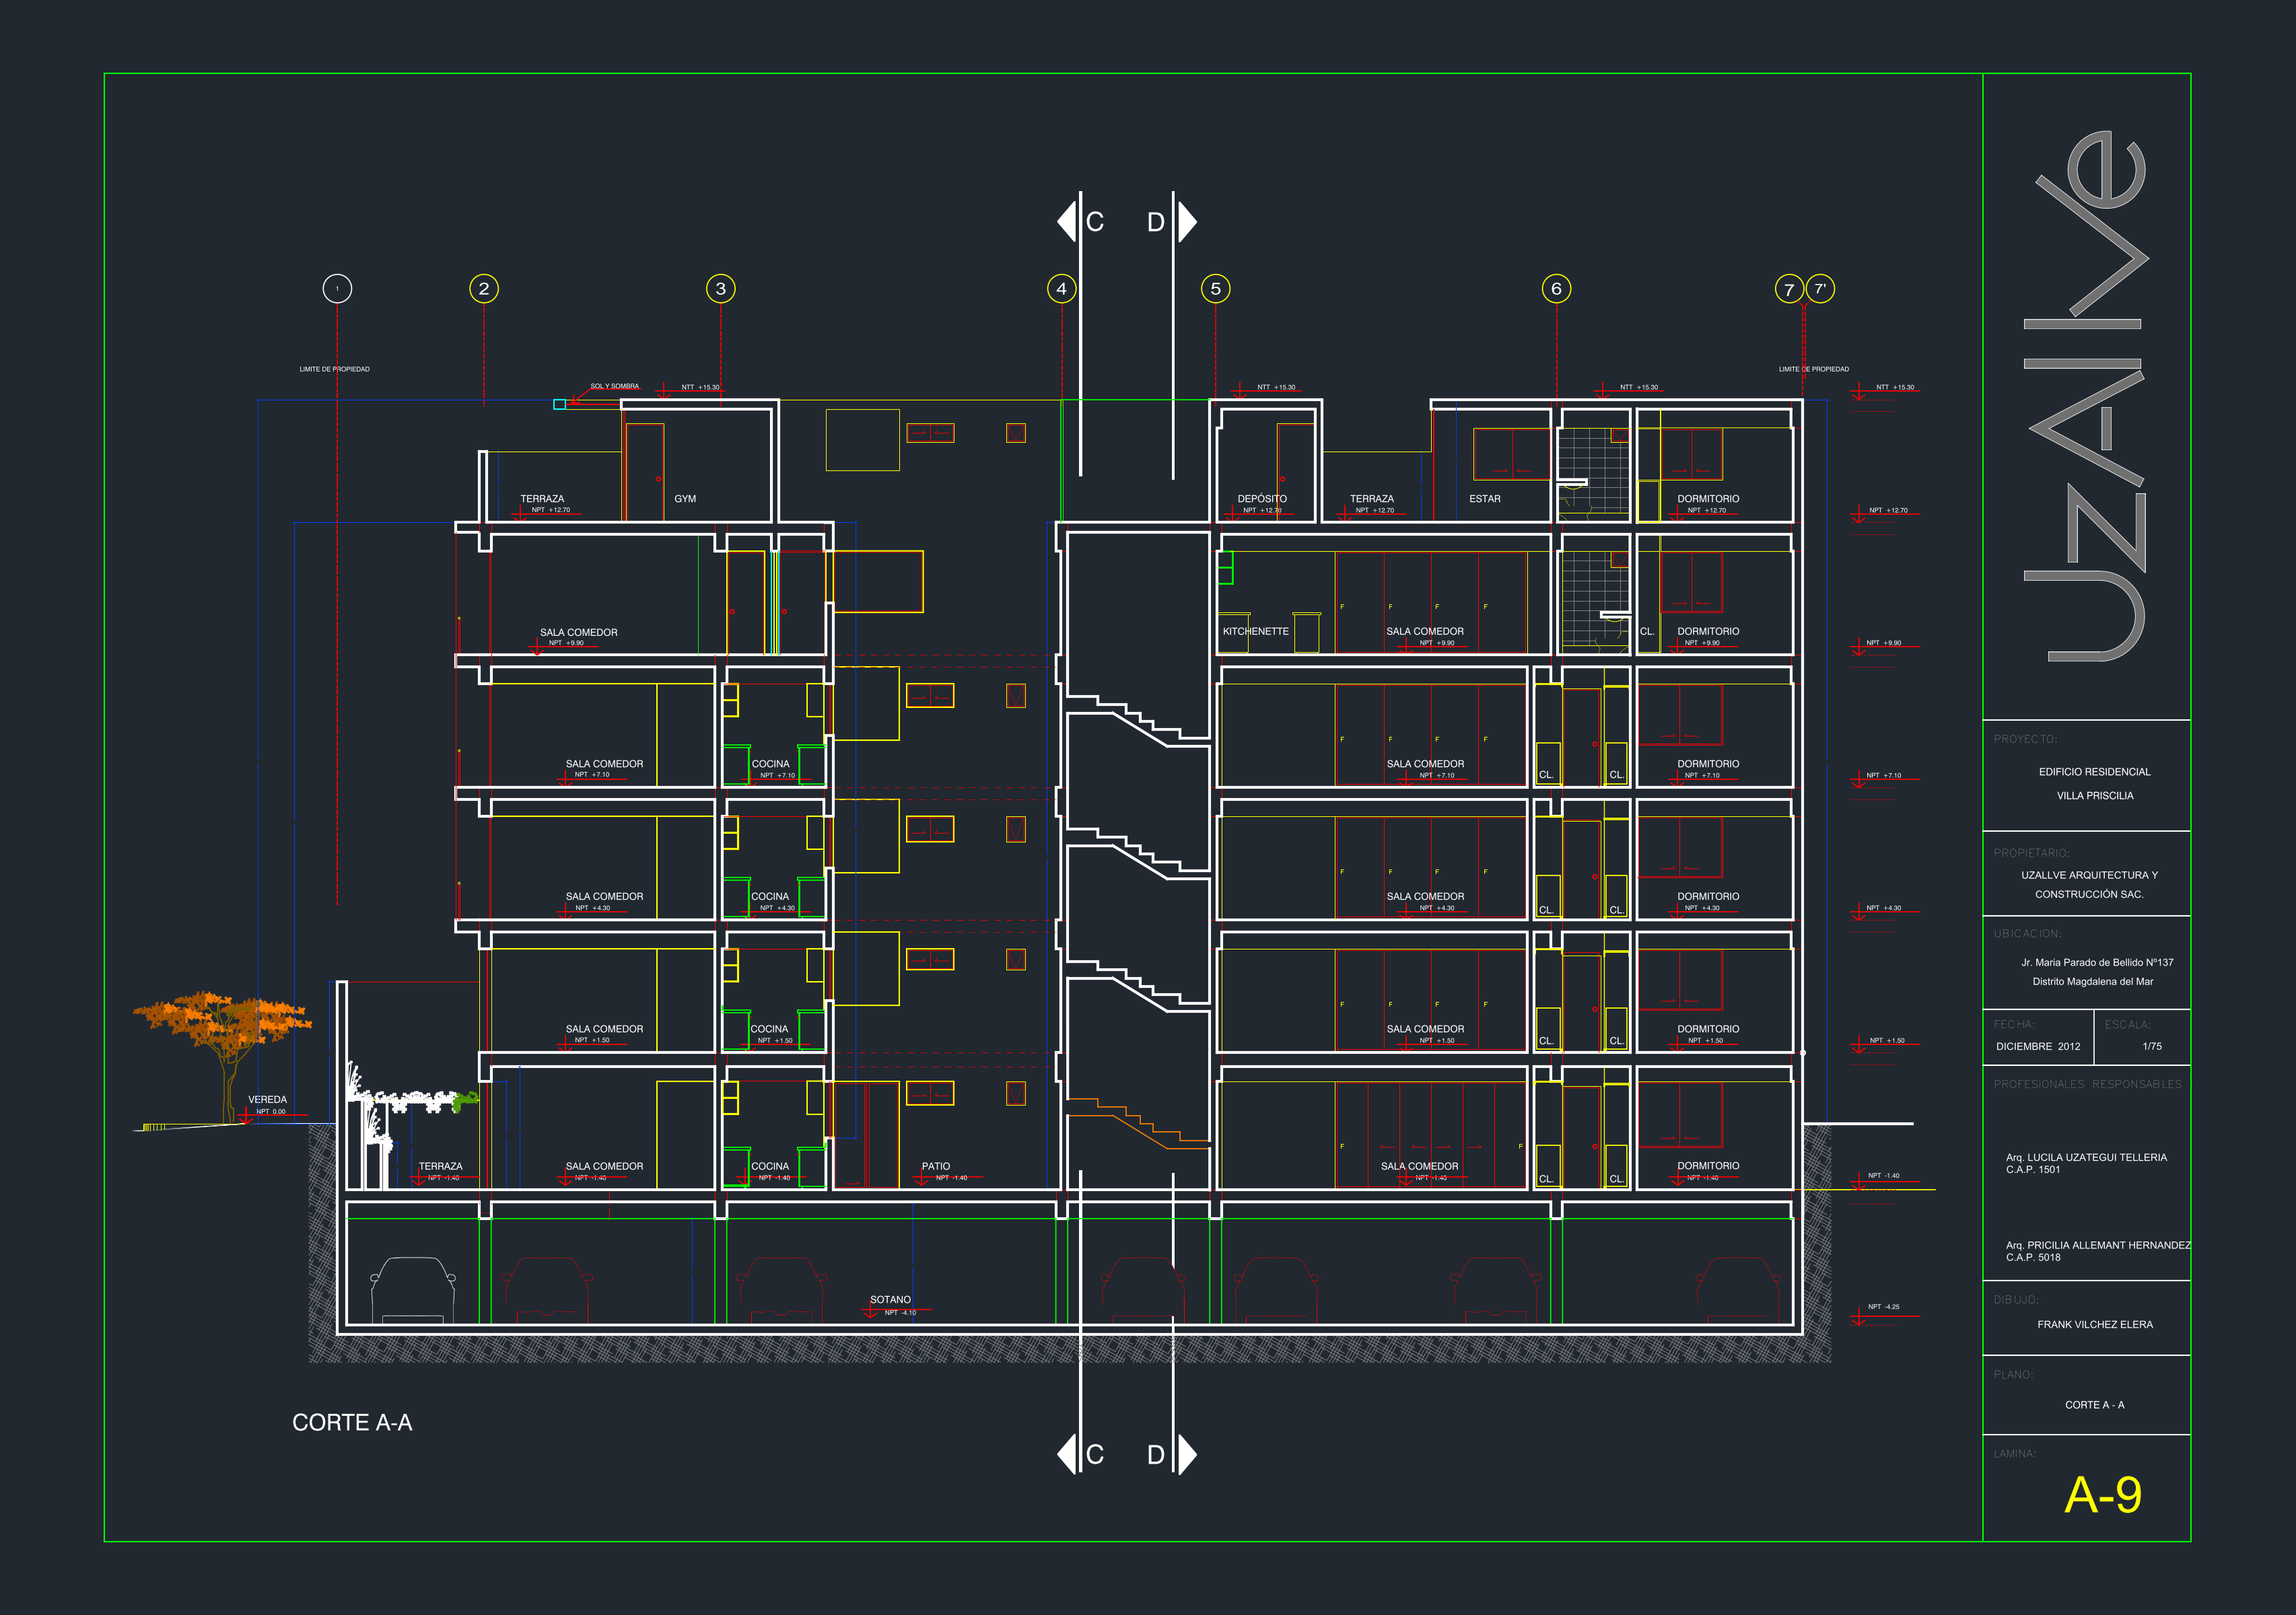 C D
1 2 3 4 5 6 7 7'
LIMITE DE PROPIEDAD
LIMITE DE PROPIEDAD
SOL Y SOMBRA
NTT +15.30
NTT +15.30
NTT +15.30
NTT +15.30
TERRAZA
NPT +12.70
GYM
DEPÓSITO
NPT +12.70
TERRAZA
NPT +12.70
ESTAR
DORMITORIO
NPT +12.70
NPT +12.70
SALA COMEDOR
NPT +9.90
KITCHENETTE
F F F F
SALA COMEDOR
NPT +9.90
CL.
DORMITORIO
NPT +9.90
NPT +9.90
SALA COMEDOR
NPT +7.10
COCINA
NPT +7.10
F F F F
SALA COMEDOR
NPT +7.10
CL.
CL.
DORMITORIO
NPT +7.10
NPT +7.10
SALA COMEDOR
NPT +4.30
COCINA
NPT +4.30
F F F F
SALA COMEDOR
NPT +4.30
CL.
CL.
DORMITORIO
NPT +4.30
NPT +4.30
SALA COMEDOR
NPT +1.50
COCINA
NPT +1.50
F F F F
SALA COMEDOR
NPT +1.50
CL.
CL.
DORMITORIO
NPT +1.50
NPT +1.50
VEREDA
NPT 0.00
TERRAZA
NPT -1.40
SALA COMEDOR
NPT -1.40
COCINA
NPT -1.40
PATIO
NPT -1.40
F F
SALA COMEDOR
NPT -1.40
CL.
CL.
DORMITORIO
NPT -1.40
NPT -1.40
SOTANO
NPT -4.10
NPT -4.25
CORTE A-A
C D
UZAllVe
PROYECTO:
EDIFICIO RESIDENCIAL
VILLA PRISCILIA
PROPIETARIO:
UZALLVE ARQUITECTURA Y
CONSTRUCCIÓN SAC.
UBICACION:
Jr. Maria Parado de Bellido Nº137
Distrito Magdalena del Mar
FECHA:
DICIEMBRE 2012
ESCALA:
1/75
PROFESIONALES RESPONSABLES
Arq. LUCILA UZATEGUI TELLERIA
C.A.P. 1501
Arq. PRICILIA ALLEMANT HERNANDEZ
C.A.P. 5018
DIBUJO:
FRANK VILCHEZ ELERA
PLANO:
CORTE A - A
LAMINA:
A-9